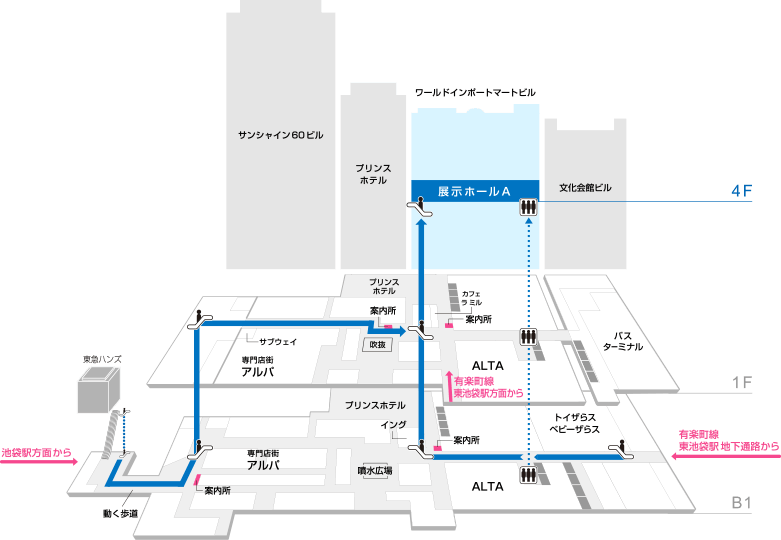 ワールドインポートマートビル
サンシャイン60ビル
プリンス
ホテル
展示ホールA
文化会館ビル
4F
プリンス
ホテル
カフェ
ラ ミル
案内所
案内所
サブウェイ
吹抜
バス
ターミナル
東急ハンズ
専門店街
アルパ
ALTA
有楽町線
東池袋駅方面から
1F
プリンスホテル
イング
トイザらス
ベビーザらス
案内所
有楽町線
東池袋駅 地下通路から
池袋駅方面から
専門店街
アルパ
噴水広場
案内所
ALTA
動く歩道
B1